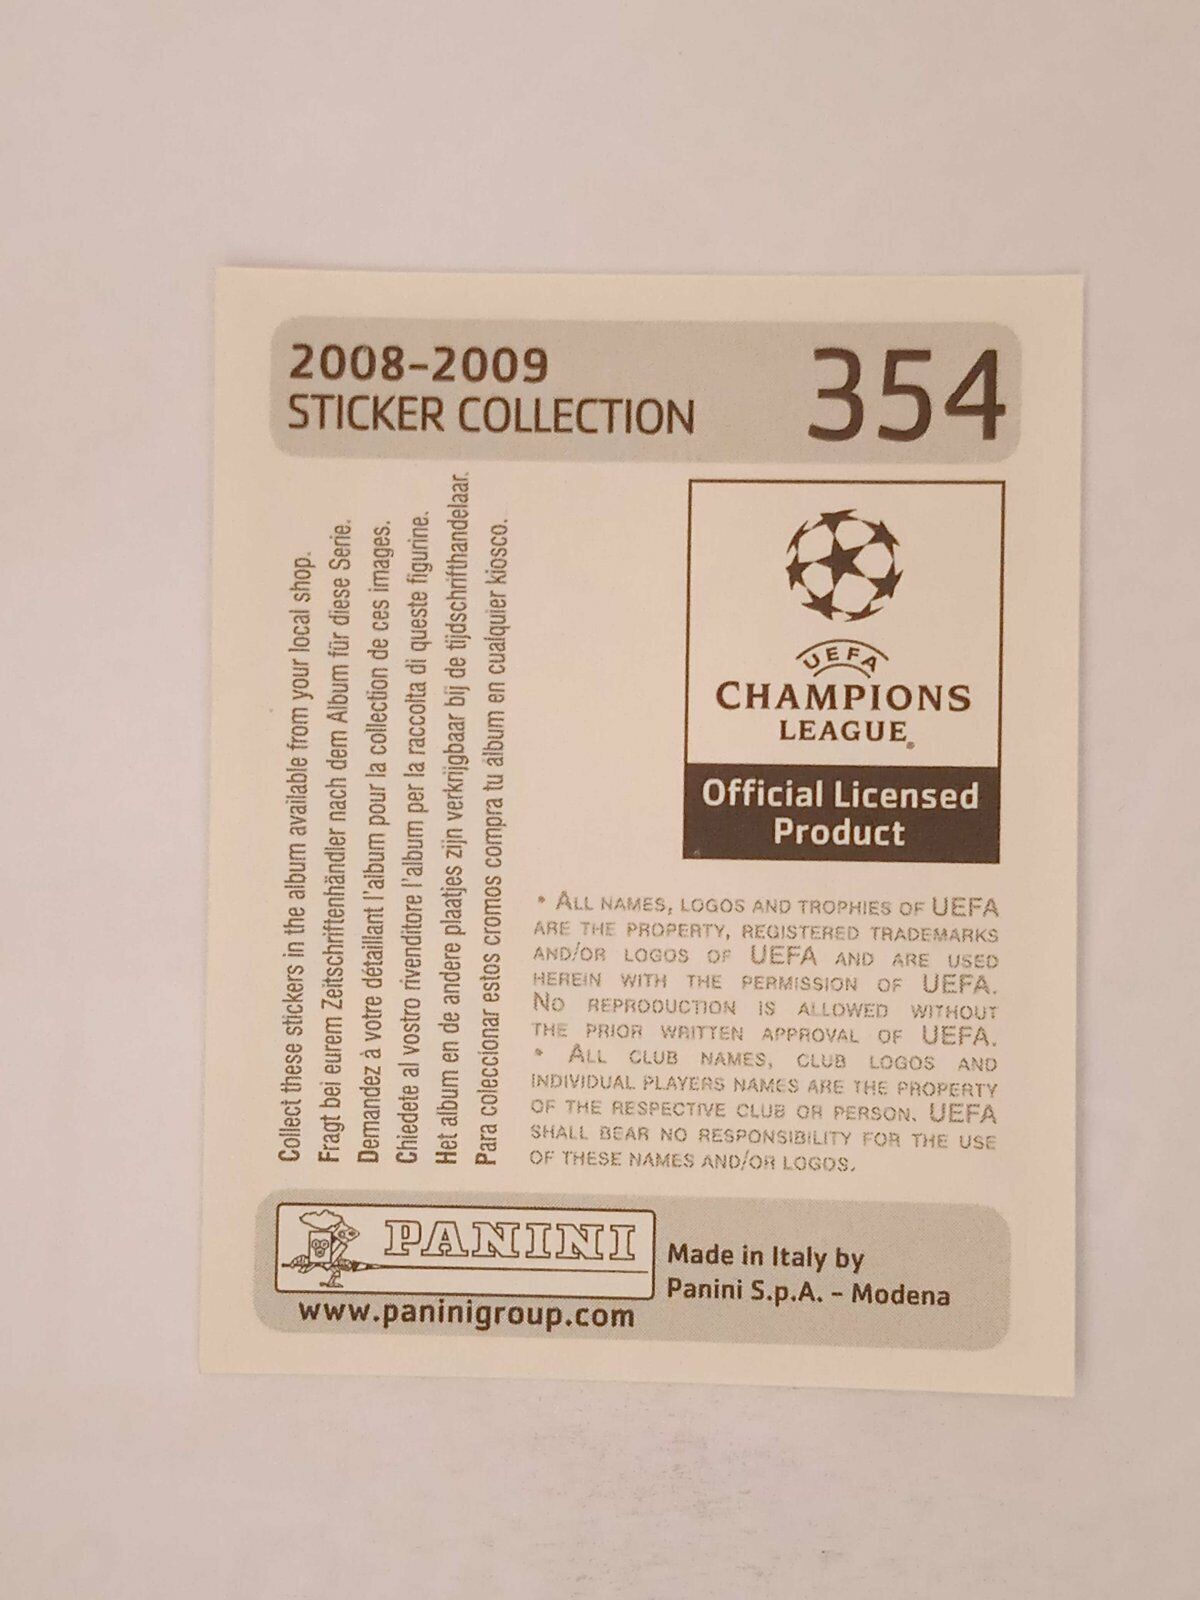 2008-2009
STICKER COLLECTION
354
Collect these stickers in the album available from your local shop.
Fragt bei eurem Zeitschriftenhändler nach dem Album für diese Serie.
Demandez à votre détaillant l'album pour la collection de ces images.
Chiedete al vostro rivenditore l'album per la raccolta di queste figurine.
Het album en de andere plaatjes zijn verkrijgbaar bij de tijdschrifthandelaar.
Para coleccionar estos cromos compra tu álbum en cualquier kiosco.
UEFA
CHAMPIONS
LEAGUE®
Official Licensed
Product
* ALL NAMES, LOGOS AND TROPHIES OF UEFA
ARE THE PROPERTY, REGISTERED TRADEMARKS
AND/OR LOGOS OF UEFA AND ARE USED
HEREIN WITH THE PERMISSION OF UEFA.
NO REPRODUCTION IS ALLOWED WITHOUT
THE PRIOR WRITTEN APPROVAL OF UEFA.
* ALL CLUB NAMES, CLUB LOGOS AND
INDIVIDUAL PLAYERS NAMES ARE THE PROPERTY
OF THE RESPECTIVE CLUB OR PERSON. UEFA
SHALL BEAR NO RESPONSIBILITY FOR THE USE
OF THESE NAMES AND/OR LOGOS.
PANINI
www.paninigroup.com
Made in Italy by
Panini S.p.A. - Modena